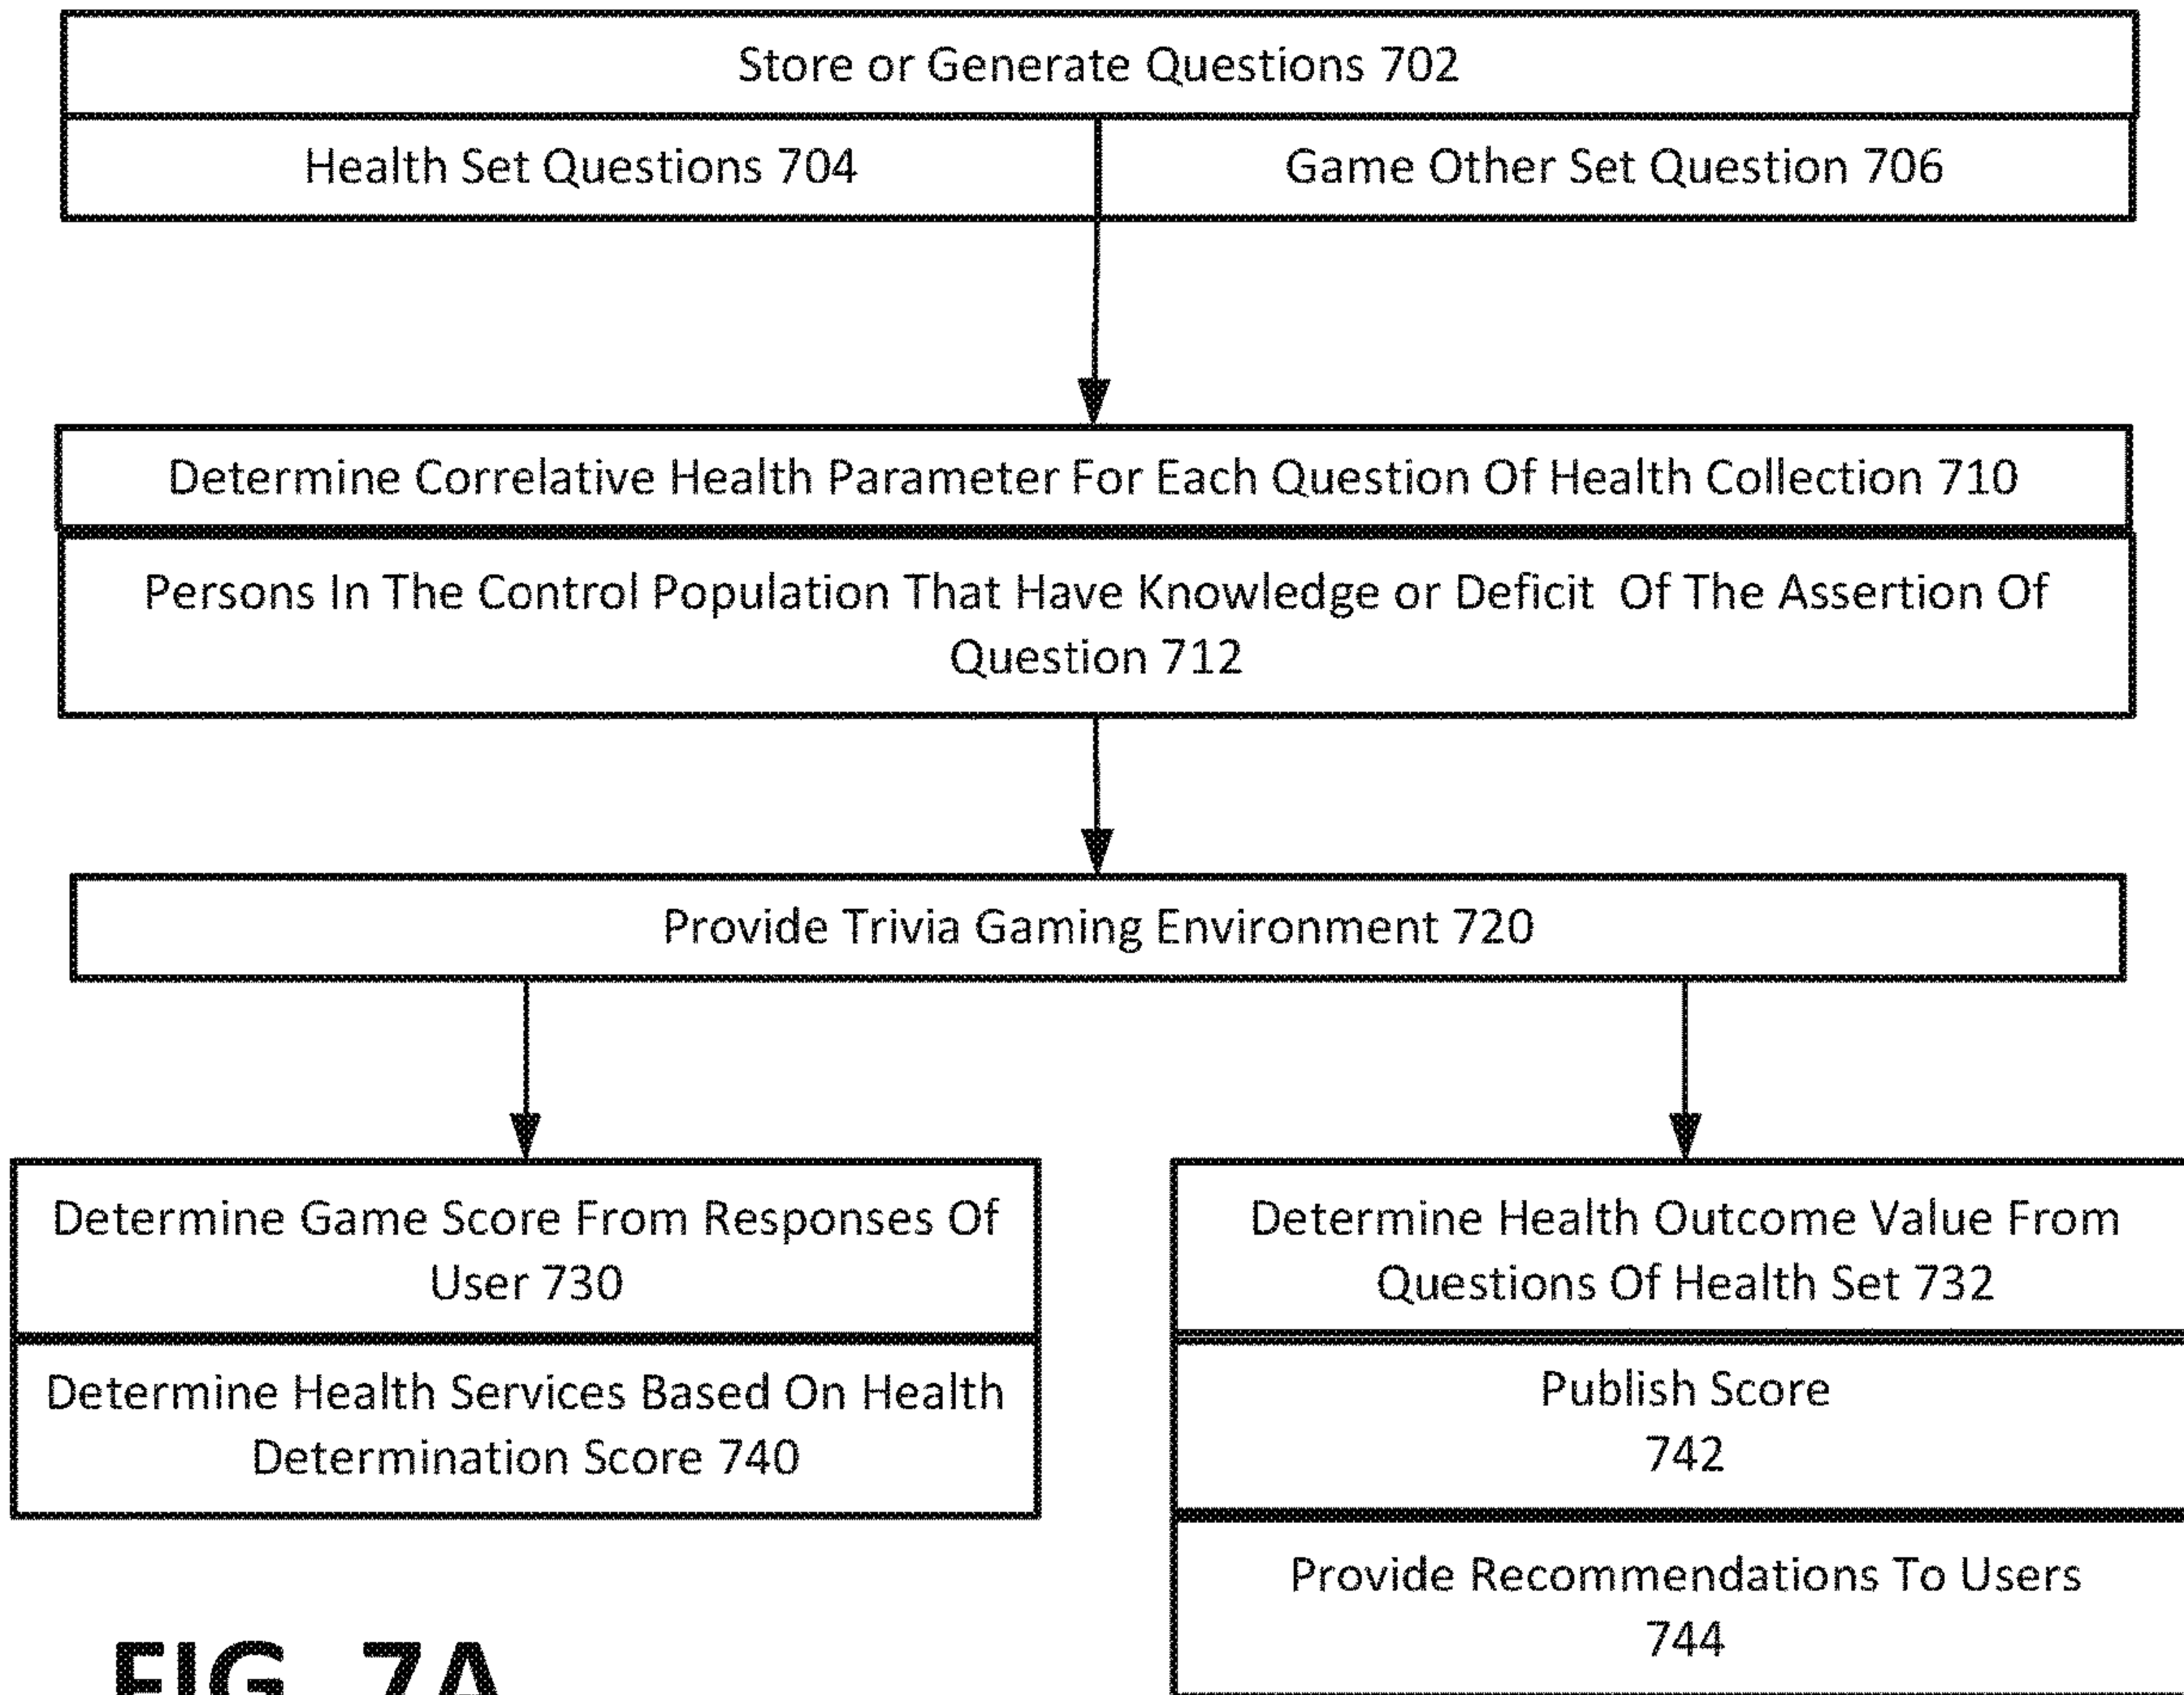 Store or Generate Questions 702
Health Set Questions 704
Game Other Set Question 706
Determine Correlative Health Parameter For Each Question Of Health Collection 710
Persons In The Control Population That Have Knowledge or Deficit Of The Assertion Of
Question 712
Provide Trivia Gaming Environment 720
Determine Game Score From Responses Of
User 730
Determine Health Services Based On Health
Determination Score 740
Determine Health Outcome Value From
Questions Of Health Set 732
Publish Score
742
Provide Recommendations To Users
744
FIG. 7A